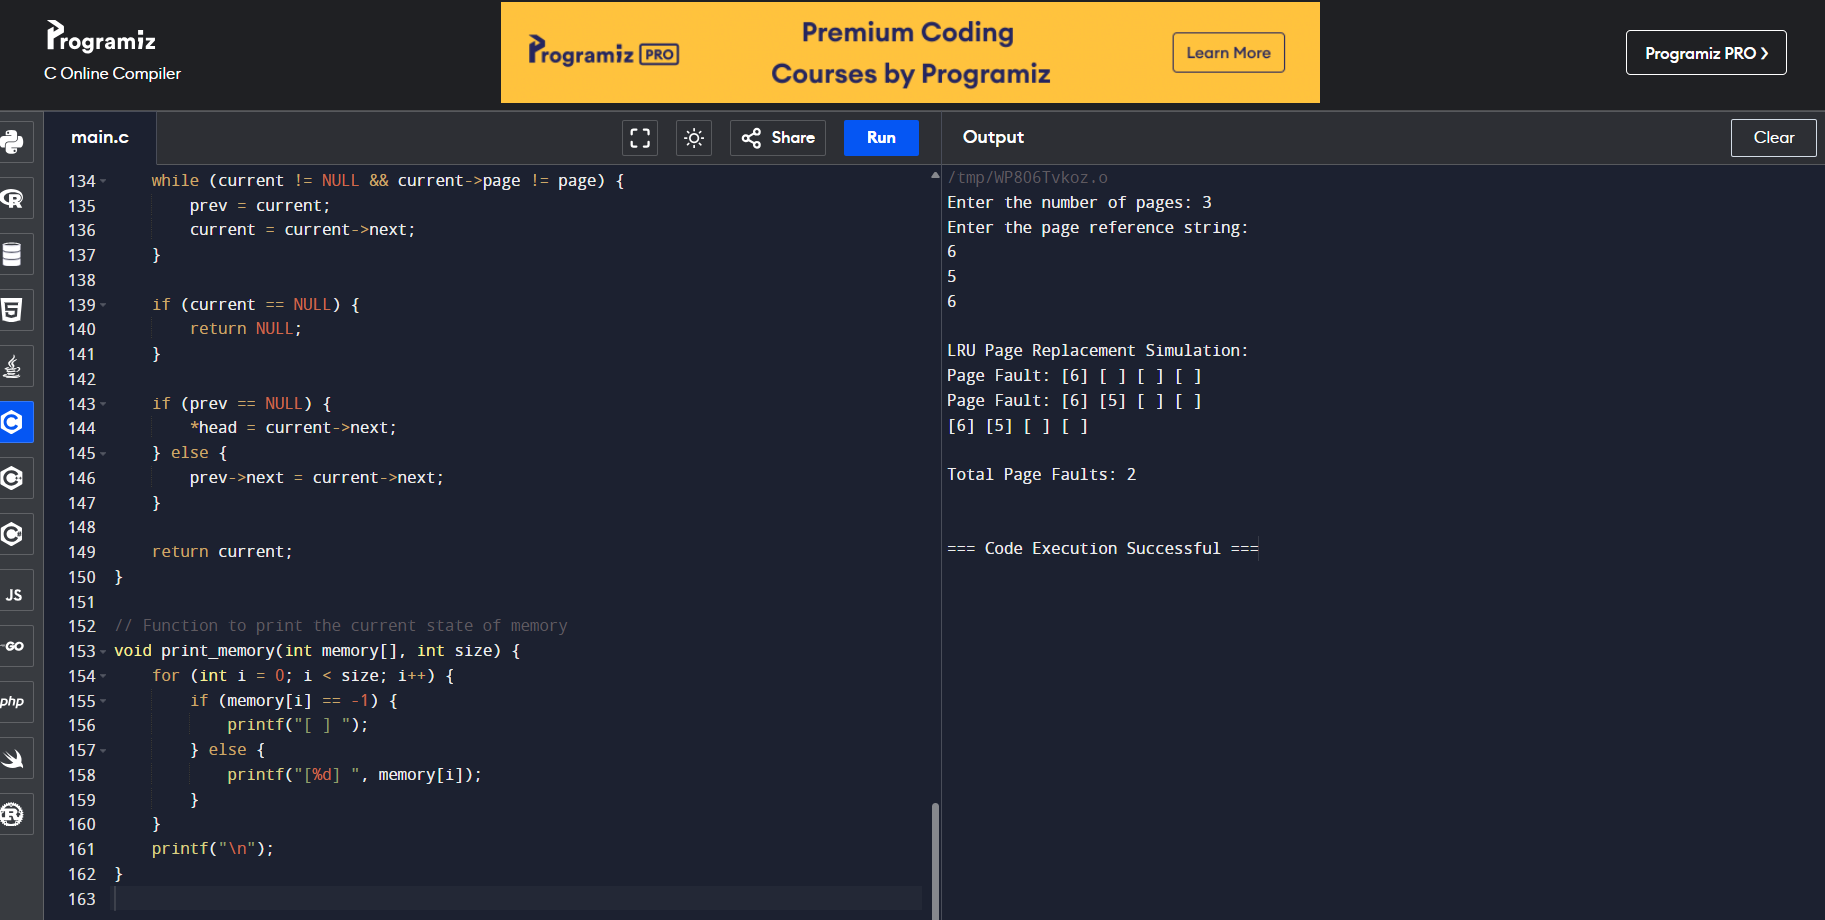 Programiz
C Online Compiler
Programiz PRO
Premium Coding
Courses by Programiz
Learn More
Programiz PRO >
main.c
Share
Run
Output
Clear
134 while (current != NULL && current->page != page) {
135 prev = current;
136 current = current->next;
137 }
138
139 if (current == NULL) {
140 return NULL;
141 }
142
143 if (prev == NULL) {
144 *head = current->next;
145 } else {
146 prev->next = current->next;
147 }
148
149 return current;
150 }
151
152 // Function to print the current state of memory
153 void print_memory(int memory[], int size) {
154 for (int i = 0; i < size; i++) {
155 if (memory[i] == -1) {
156 printf("[ ] ");
157 } else {
158 printf("[%d] ", memory[i]);
159 }
160 }
161 printf("\n");
162 }
163
/tmp/WP8O6Tvkoz.o
Enter the number of pages: 3
Enter the page reference string:
6
5
6
LRU Page Replacement Simulation:
Page Fault: [6] [ ] [ ] [ ]
Page Fault: [6] [5] [ ] [ ]
[6] [5] [ ] [ ]
Total Page Faults: 2
=== Code Execution Successful ===
R
5
C
JS
GO
php
R